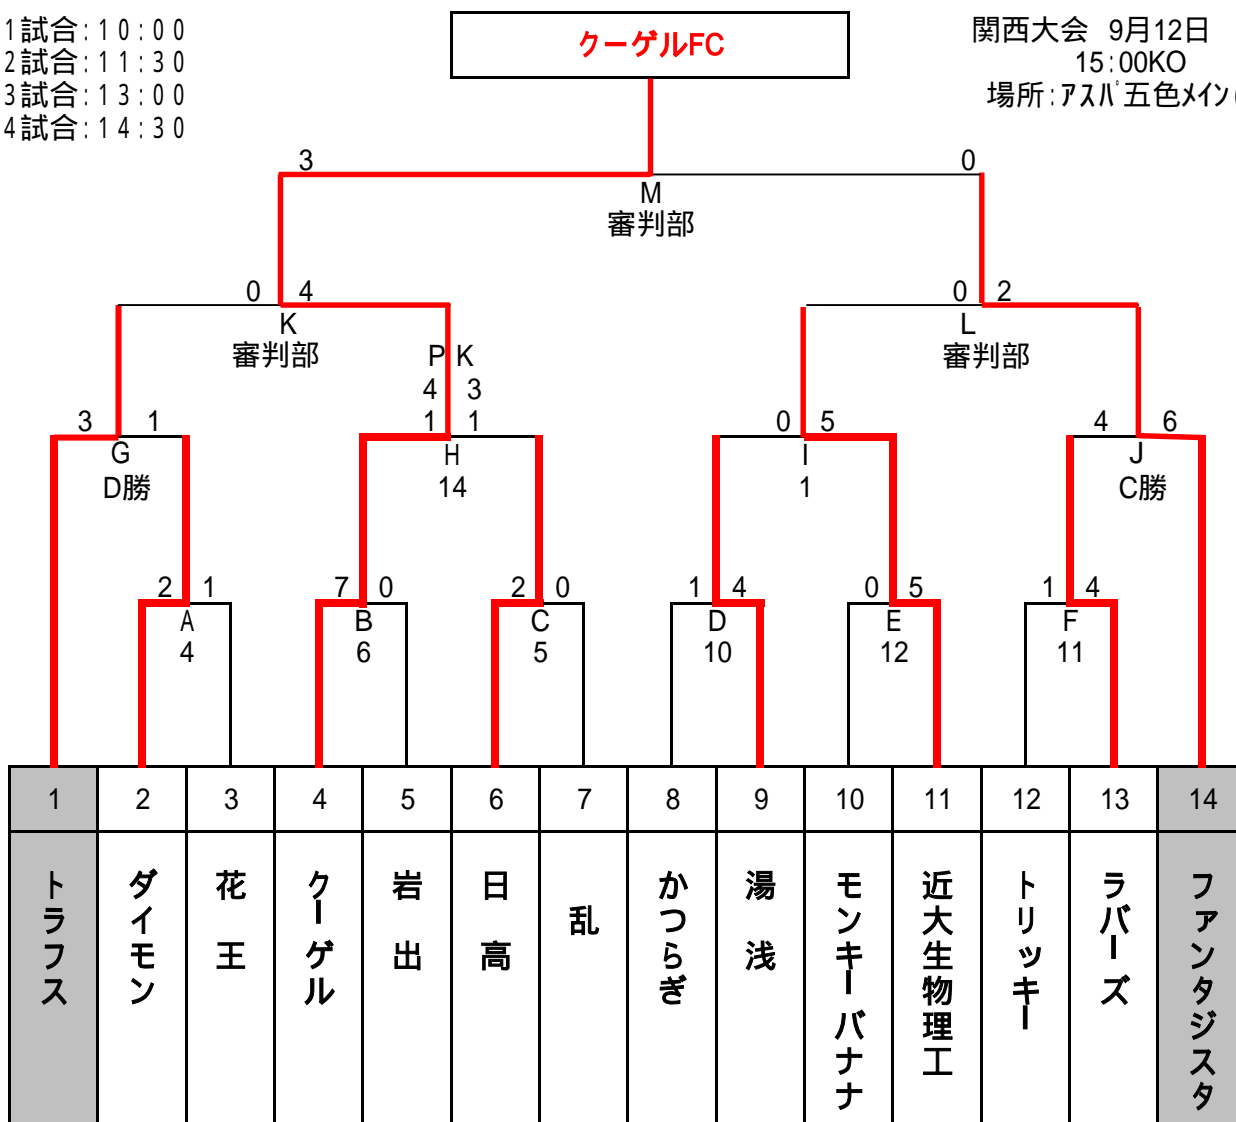 1試合:10:00
2試合:11:30
3試合:13:00
4試合:14:30
クーゲルFC
関西大会 9月12日
15:00KO
場所:アスパ五色メイン(
3 0
M
審判部
0 4
K
審判部
0 2
L
審判部
PK
4 3
3 1
G
D勝
1 1
H
14
0 5
I
1
4 6
J
C勝
2 1
A
4
7 0
B
6
2 0
C
5
1 4
D
10
0 5
E
12
1 4
F
11
1 2 3 4 5 6 7 8 9 10 11 12 13 14
トラフス
ダイモン
花王
クーゲル
岩出
日高
乱
かつらぎ
湯浅
モンキーバナナ
近大生物理工
トリッキー
ラバーズ
ファンタジスタ